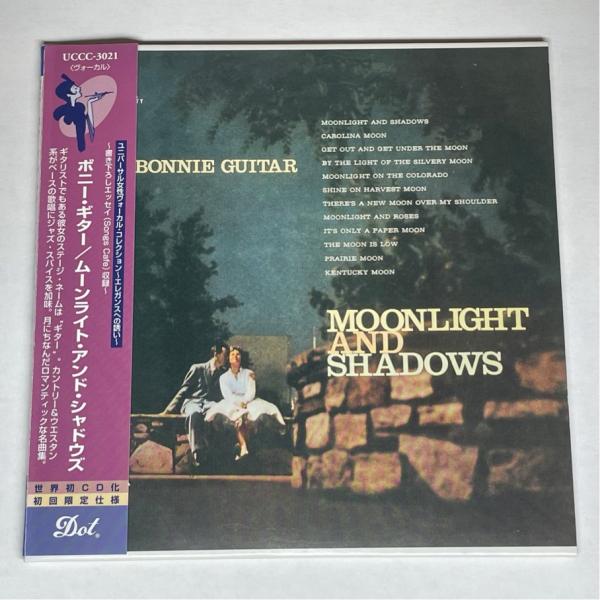 UCCC-3021
〈ヴォーカル〉
ボニー・ギター/ムーンライト・アンド・シャドウズ
ユニバーサル女性ヴォーカル・コレクション〜エレガンスへの誘い〜
〜書き下ろしエッセイ(Songs Cafe)収録〜
ギタリストでもある彼女のステージ・ネームは“ギター”。カントリー&ウエスタン
系がベースの歌唱にジャズ・スパイスを加味。月にちなんだロマンティックな名曲集。
世界初CD化
初回限定仕様
Dot®
BONNIE GUITAR
MOONLIGHT AND SHADOWS
CAROLINA MOON
GET OUT AND GET UNDER THE MOON
BY THE LIGHT OF THE SILVERY MOON
MOONLIGHT ON THE COLORADO
SHINE ON HARVEST MOON
THERE'S A NEW MOON OVER MY SHOULDER
MOONLIGHT AND ROSES
IT'S ONLY A PAPER MOON
THE MOON IS LOW
PRAIRIE MOON
KENTUCKY MOON
MOONLIGHT
AND
SHADOWS